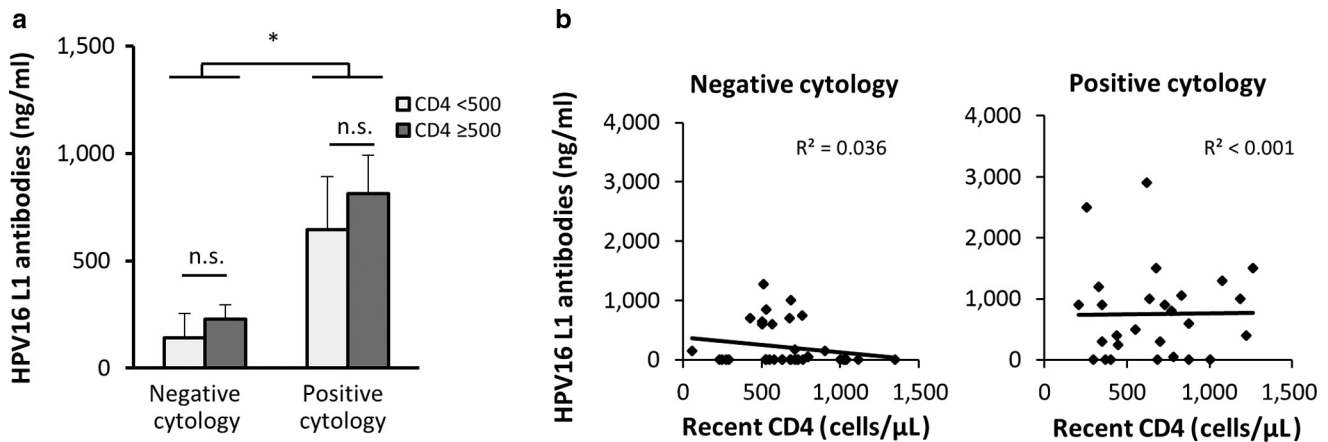 a
HPV16 L1 antibodies (ng/ml)
1,500
1,000
500
0
*
CD4 <500
CD4 ≥500
n.s.
n.s.
Negative cytology
Positive cytology
b
HPV16 L1 antibodies (ng/ml)
Negative cytology
R² = 0.036
4,000
3,000
2,000
1,000
0
0
500
1,000
1,500
Recent CD4 (cells/µL)
Positive cytology
R² < 0.001
4,000
3,000
2,000
1,000
0
0
500
1,000
1,500
Recent CD4 (cells/µL)